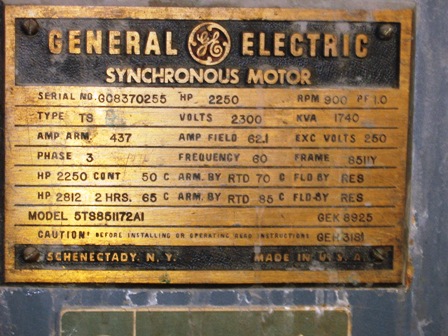 GENERAL GE ELECTRIC
SYNCHRONOUS MOTOR
SERIAL NO. GC8370255 HP 2250 RPM 900 PF 1.0
TYPE TS VOLTS 2300 KVA 1740
AMP ARM. 437 AMP FIELD 62.1 EXC VOLTS 250
PHASE 3 FREQUENCY 60 FRAME 8511Y
HP 2250 CONT 50 C ARM. BY RTD 70 C FLD BY RES
HP 2812 2 HRS. 65 C ARM. BY RTD 85 C FLD BY RES
MODEL 5TS851172A1 GEK 8925
CAUTION! BEFORE INSTALLING OR OPERATING READ INSTRUCTIONS GEH 3181
SCHENECTADY, N.Y. MADE IN U.S.A.